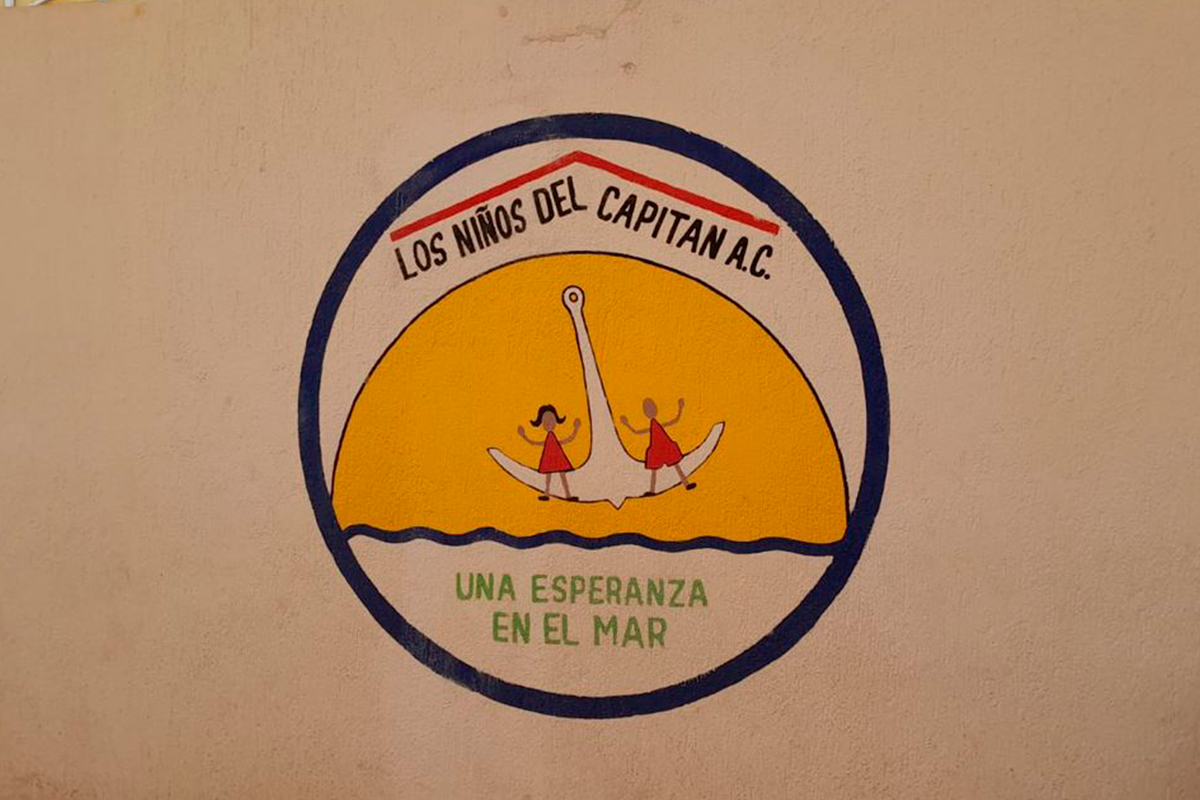 LOS NIÑOS DEL CAPITAN A.C.
UNA ESPERANZA
EN EL MAR